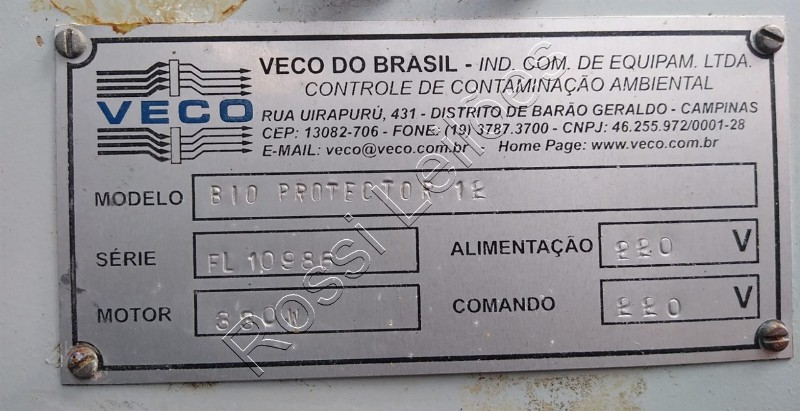 VECO
VECO DO BRASIL - IND. COM. DE EQUIPAM. LTDA.
CONTROLE DE CONTAMINAÇÃO AMBIENTAL
RUA UIRAPURÚ, 431 - DISTRITO DE BARÃO GERALDO - CAMPINAS
CEP: 13082-706 - FONE: (19) 3787.3700 - CNPJ: 46.255.972/0001-28
E-MAIL: veco@veco.com.br - Home Page: www.veco.com.br
MODELO BIO PROTECTOR 12
SÉRIE FL 10986 ALIMENTAÇÃO 220 V
MOTOR W COMANDO 220 V
Rossi Leilões